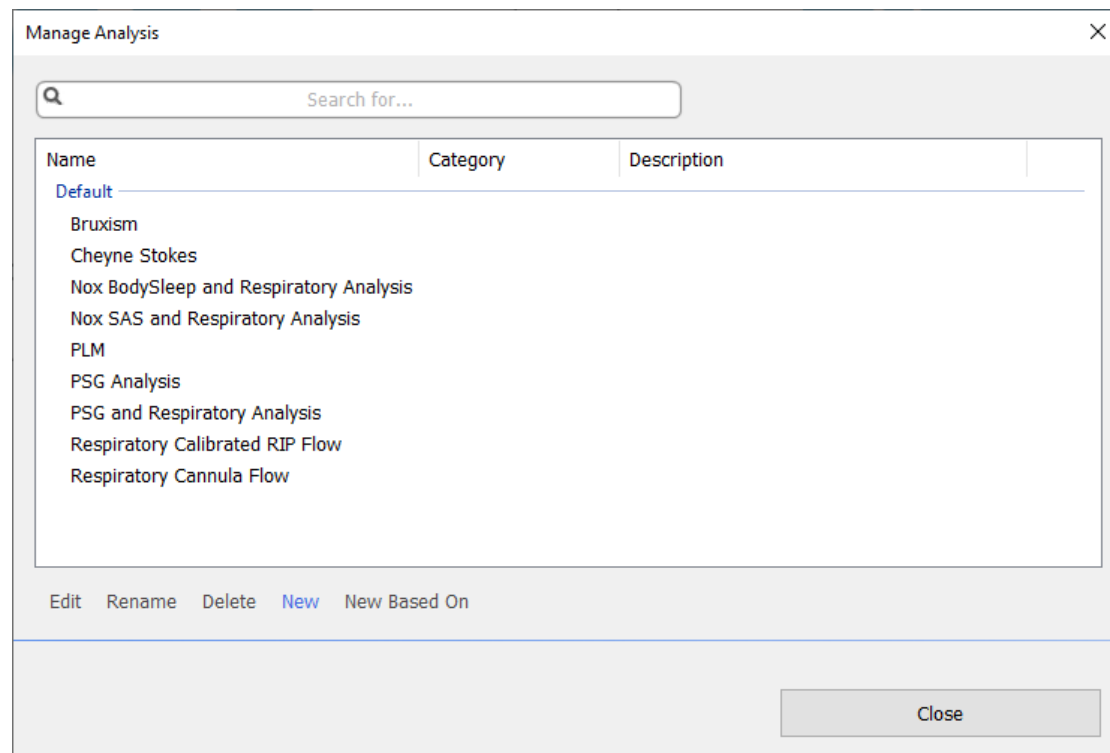 Manage Analysis
Search for...
Name Category Description
Default
Bruxism
Cheyne Stokes
Nox BodySleep and Respiratory Analysis
Nox SAS and Respiratory Analysis
PLM
PSG Analysis
PSG and Respiratory Analysis
Respiratory Calibrated RIP Flow
Respiratory Cannula Flow
Edit Rename Delete New New Based On
Close